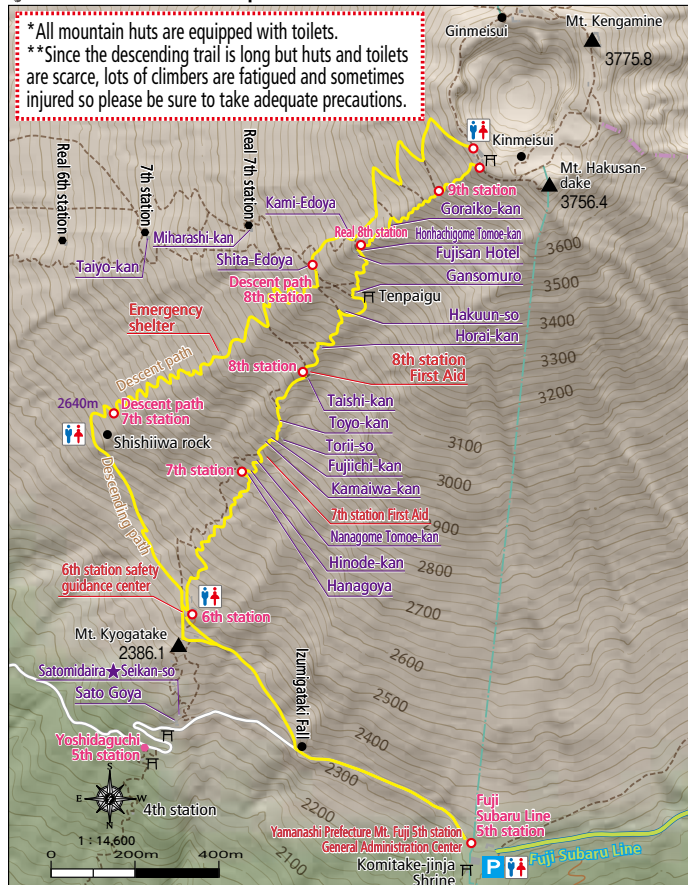 *All mountain huts are equipped with toilets.
**Since the descending trail is long but huts and toilets
are scarce, lots of climbers are fatigued and sometimes
injured so please be sure to take adequate precautions.
Ginmeisui
Mt. Kengamine
3775.8
Kinmeisui
Mt. Hakusan-
dake
3756.4
Real 6th station
7th station
Real 7th station
Taiyo-kan
Miharashi-kan
Kami-Edoya
Shita-Edoya
9th station
Goraiko-kan
Real 8th station
Honhachigome Tomoe-kan
Fujisan Hotel
Gansomuro
Descent path
8th station
Tenpaigu
Hakuun-so
Horai-kan
Emergency
shelter
Descent path
8th station
8th station
First Aid
3600
3500
3400
3300
3200
2640m
Descent path
7th station
Shishiiwa rock
Taishi-kan
Toyo-kan
Torii-so
Fujiichi-kan
Kamaiwa-kan
7th station
7th station First Aid
Nanagome Tomoe-kan
Hinode-kan
Hanagoya
3100
3000
2900
2800
2700
2600
2500
2400
2300
2200
2100
Descending path
6th station safety
guidance center
6th station
Mt. Kyogatake
2386.1
Satomidaira★Seikan-so
Sato Goya
Izumigataki Fall
Yoshidaguchi
5th station
S
E
W
N
4th station
1 : 14,600
0
200m
400m
Fuji
Subaru Line
5th station
Yamanashi Prefecture Mt. Fuji 5th station
General Administration Center
Komitake-jinja
Shrine
P
Fuji Subaru Line